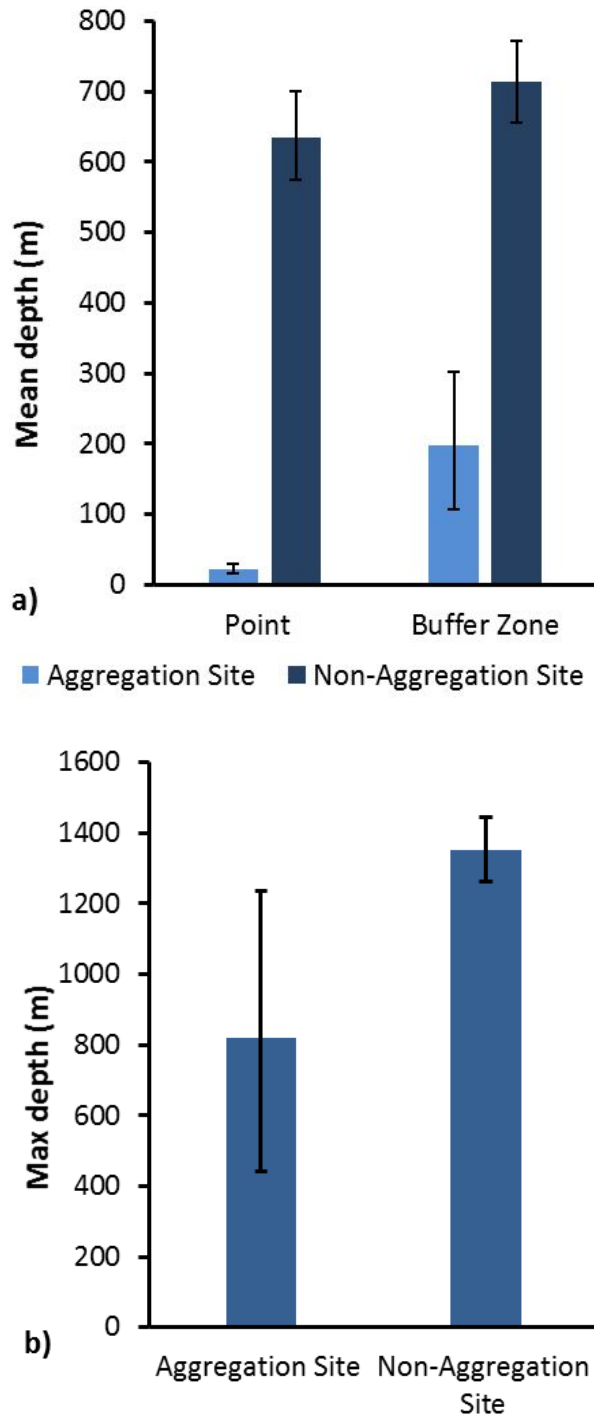 800
700
600
500
400
300
200
100
0
Mean depth (m)
a)
Point Buffer Zone
Aggregation Site Non-Aggregation Site
1600
1400
1200
1000
800
600
400
200
0
Max depth (m)
b)
Aggregation Site Non-Aggregation
Site